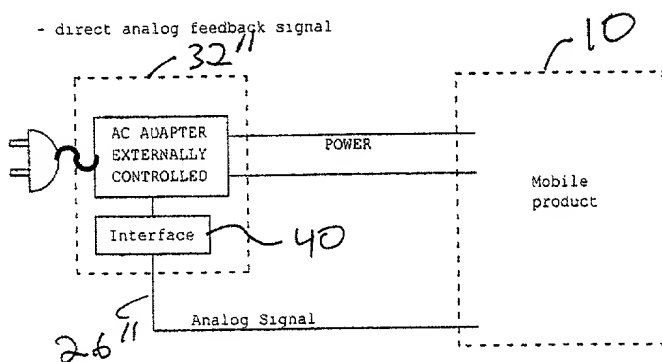 - direct analog feedback signal
32"
10
AC ADAPTER
EXTERNALLY
CONTROLLED
POWER
Mobile
product
Interface
40
26"
Analog Signal